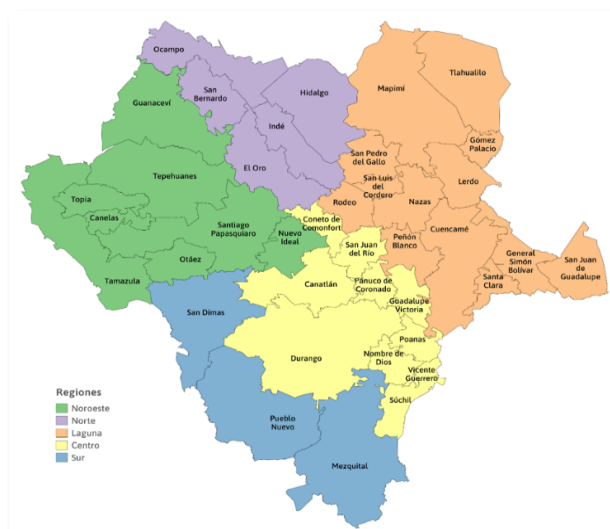 Ocampo
San
Bernardo
Hidalgo
Guanaceví
Indé
El Oro
Mapimí
Tlahualilo
Gómez
Palacio
San Pedro
del Gallo
San Luis
del
Cordero
Lerdo
Tepehuanes
Topia
Canelas
Rodeo
Nazas
Santiago
Papasquiaro
Nuevo
Ideal
Coneto de
Comonfort
San Juan
del Río
Peñón
Blanco
Cuencamé
Otáez
Tamazula
General
Simón
Bolívar
San Juan
de
Guadalupe
Santa
Clara
Canatlán
Pánuco de
Coronado
Guadalupe
Victoria
San Dimas
Durango
Poanas
Nombre de
Dios
Vicente
Guerrero
Súchil
Pueblo
Nuevo
Mezquital
Regiones
Noroeste
Norte
Laguna
Centro
Sur